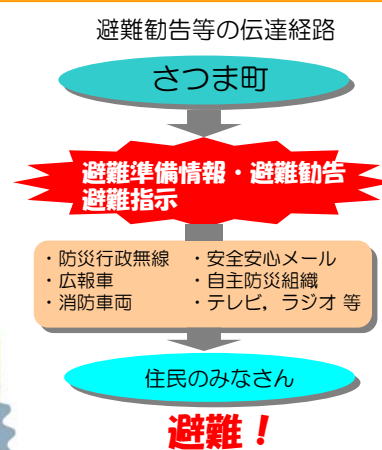 避難勧告等の伝達経路
さつま町
避難準備情報・避難勧告
避難指示
・防災行政無線 ・安全安心メール
・広報車 ・自主防災組織
・消防車両 ・テレビ，ラジオ 等
住民のみなさん
避難！